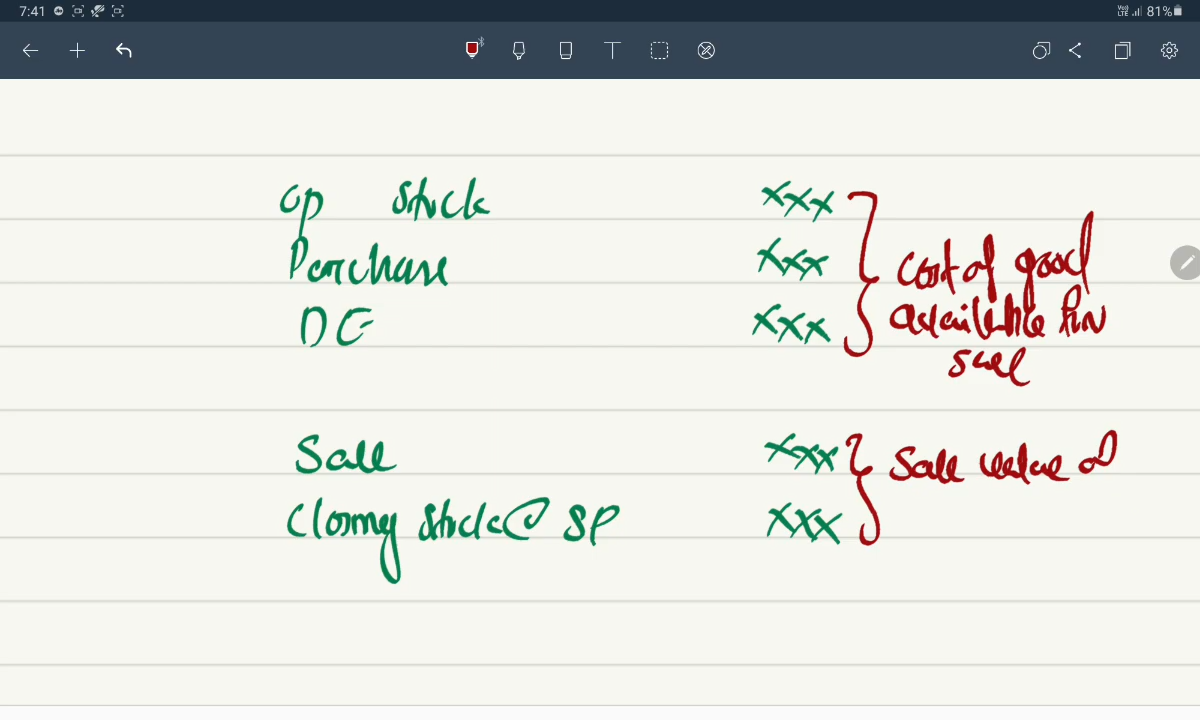 7:41 81%
op stock xxx
Purchase xxx cost of good
DE xxx available for
sale
Sale xxx Sale value of
Closing stock @ SP xxx